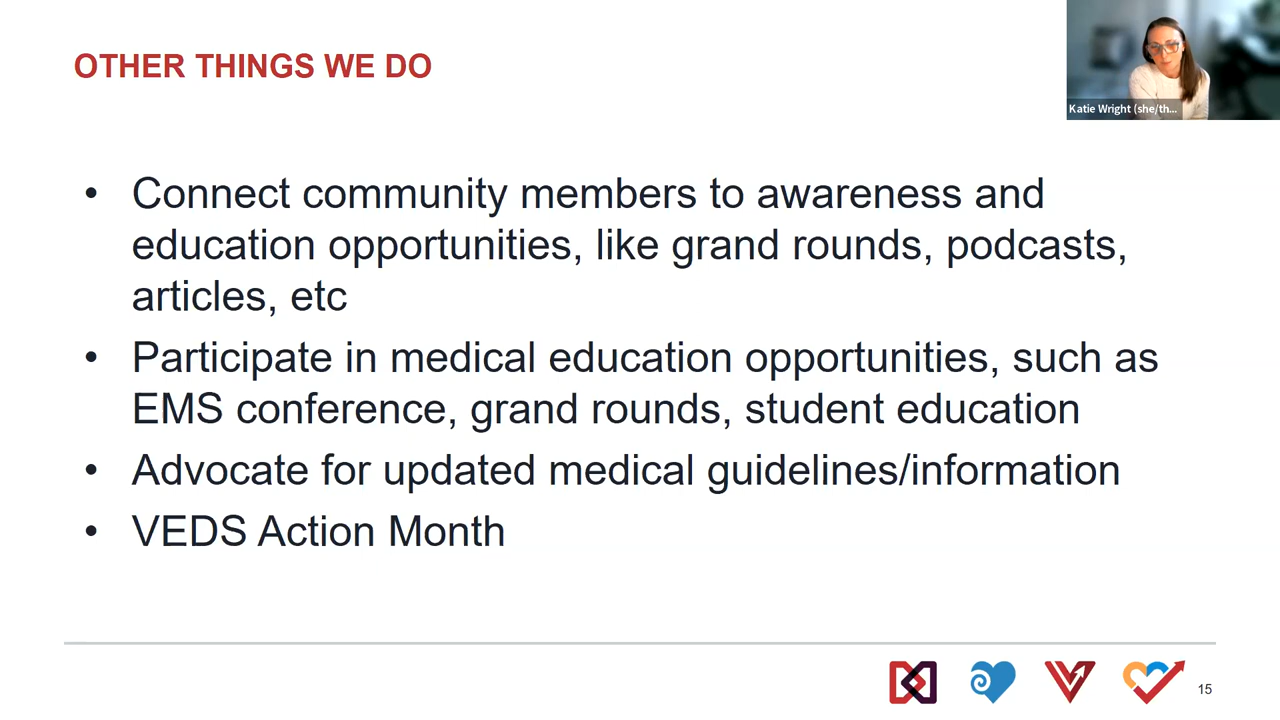 OTHER THINGS WE DO
Katie Wright (she/th...
• Connect community members to awareness and
education opportunities, like grand rounds, podcasts,
articles, etc
• Participate in medical education opportunities, such as
EMS conference, grand rounds, student education
• Advocate for updated medical guidelines/information
• VEDS Action Month
15